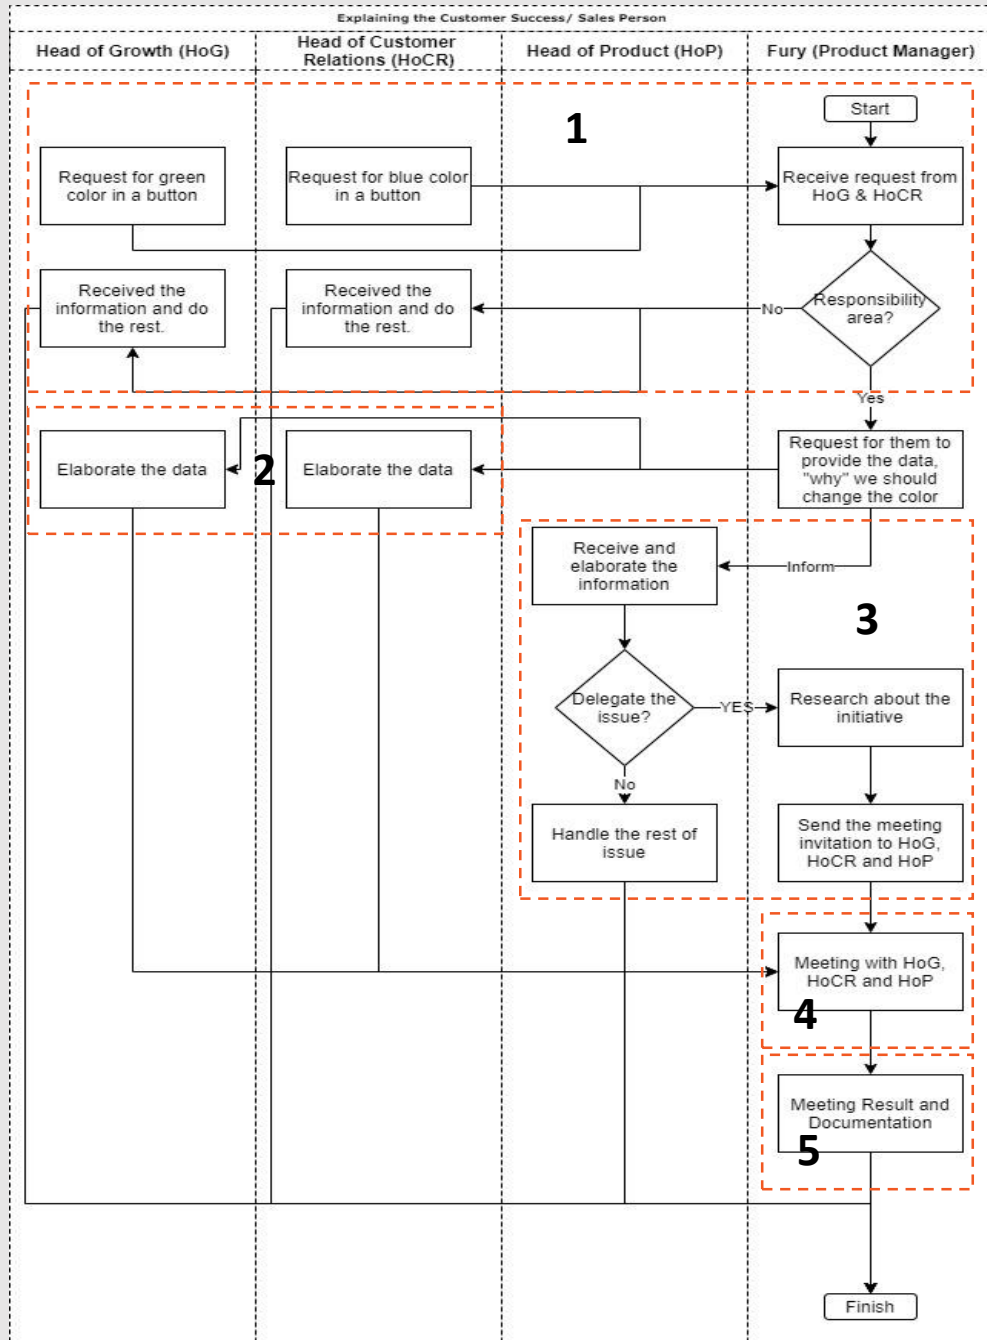 Explaining the Customer Success/ Sales Person
Head of Growth (HoG)
Head of Customer
Relations (HoCR)
Head of Product (HoP)
Fury (Product Manager)
Start
1
Request for green
color in a button
Request for blue color
in a button
Receive request from
HoG & HoCR
Received the
information and do
the rest.
Received the
information and do
the rest.
No
Responsibility
area?
Yes
Elaborate the data
2
Elaborate the data
Request for them to
provide the data,
"why" we should
change the color
Receive and
elaborate the
information
Inform
3
Delegate the
issue?
YES
Research about the
initiative
No
Handle the rest of
issue
Send the meeting
invitation to HoG,
HoCR and HoP
Meeting with HoG,
HoCR and HoP
4
Meeting Result and
Documentation
5
Finish